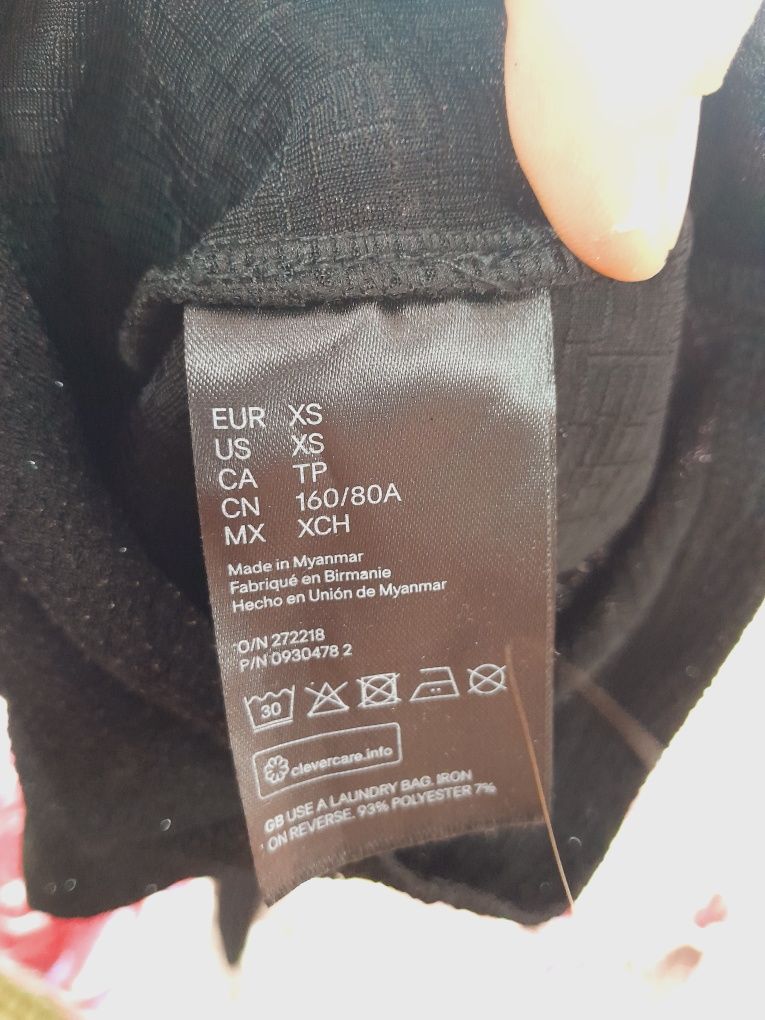 EUR XS
US XS
CA TP
CN 160/80A
MX XCH
Made in Myanmar
Fabriqué en Birmanie
Hecho en Unión de Myanmar
O/N 272218
P/N 0930478 2
30
clevercare.info
GB USE A LAUNDRY BAG. IRON
ON REVERSE. 93% POLYESTER 7%